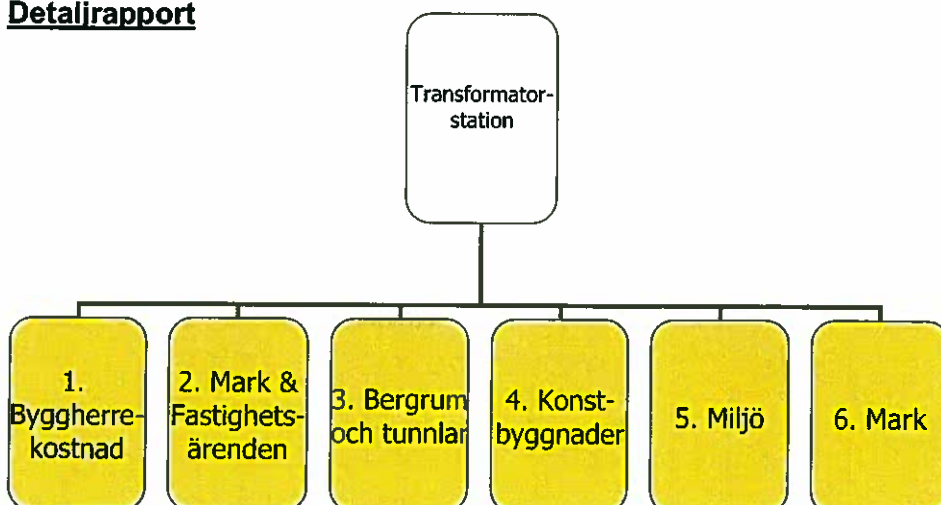 Detaljrapport
Transformator-
station
1.
Byggherre-
kostnad
2. Mark &
Fastighets-
ärenden
3. Bergrum
och tunnlar
4. Konst-
byggnader
5. Miljö
6. Mark